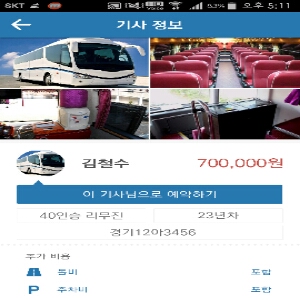 SKT 53% 오후 5:11
기사 정보
김철수 700,000원
이 기사님으로 예약하기
40인승 리무진 23년차
경기12아3456
추가 비용
톨비 포함
P 주차비 포함